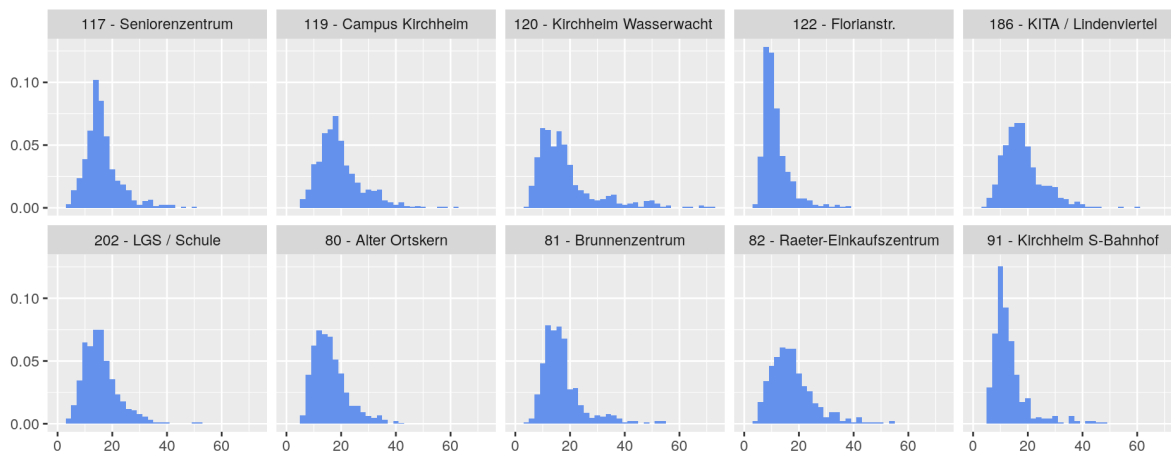 117 - Seniorenzentrum
119 - Campus Kirchheim
120 - Kirchheim Wasserwacht
122 - Florianstr.
186 - KITA / Lindenviertel
0.10
0.05
0.00
202 - LGS / Schule
80 - Alter Ortskern
81 - Brunnenzentrum
82 - Raeter-Einkaufszentrum
91 - Kirchheim S-Bahnhof
0.10
0.05
0.00
0 20 40 60
0 20 40 60
0 20 40 60
0 20 40 60
0 20 40 60